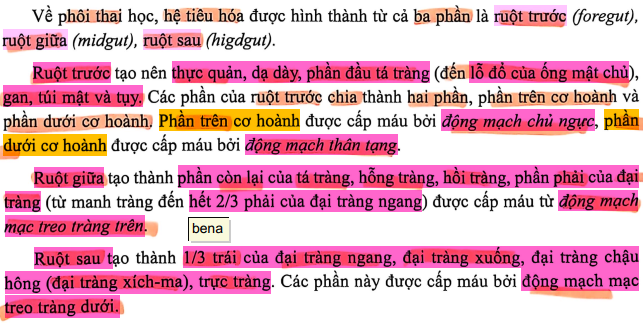 Về phôi thai học, hệ tiêu hóa được hình thành từ cả ba phần là ruột trước (foregut),
ruột giữa (midgut), ruột sau (higdgut).
Ruột trước tạo nên thực quản, dạ dày, phần đầu tá tràng (đến lỗ đổ của ống mật chủ),
gan, túi mật và tụy. Các phần của ruột trước chia thành hai phần, phần trên cơ hoành và
phần dưới cơ hoành. Phần trên cơ hoành được cấp máu bởi động mạch chủ ngực, phần
dưới cơ hoành được cấp máu bởi động mạch thân tạng.
Ruột giữa tạo thành phần còn lại của tá tràng, hỗng tràng, hồi tràng, phần phải của đại
tràng (từ manh tràng đến hết 2/3 phải của đại tràng ngang) được cấp máu từ động mạch
mạc treo tràng trên.
bena
Ruột sau tạo thành 1/3 trái của đại tràng ngang, đại tràng xuống, đại tràng chậu
hông (đại tràng xích-ma), trực tràng. Các phần này được cấp máu bởi động mạch mạc
treo tràng dưới.